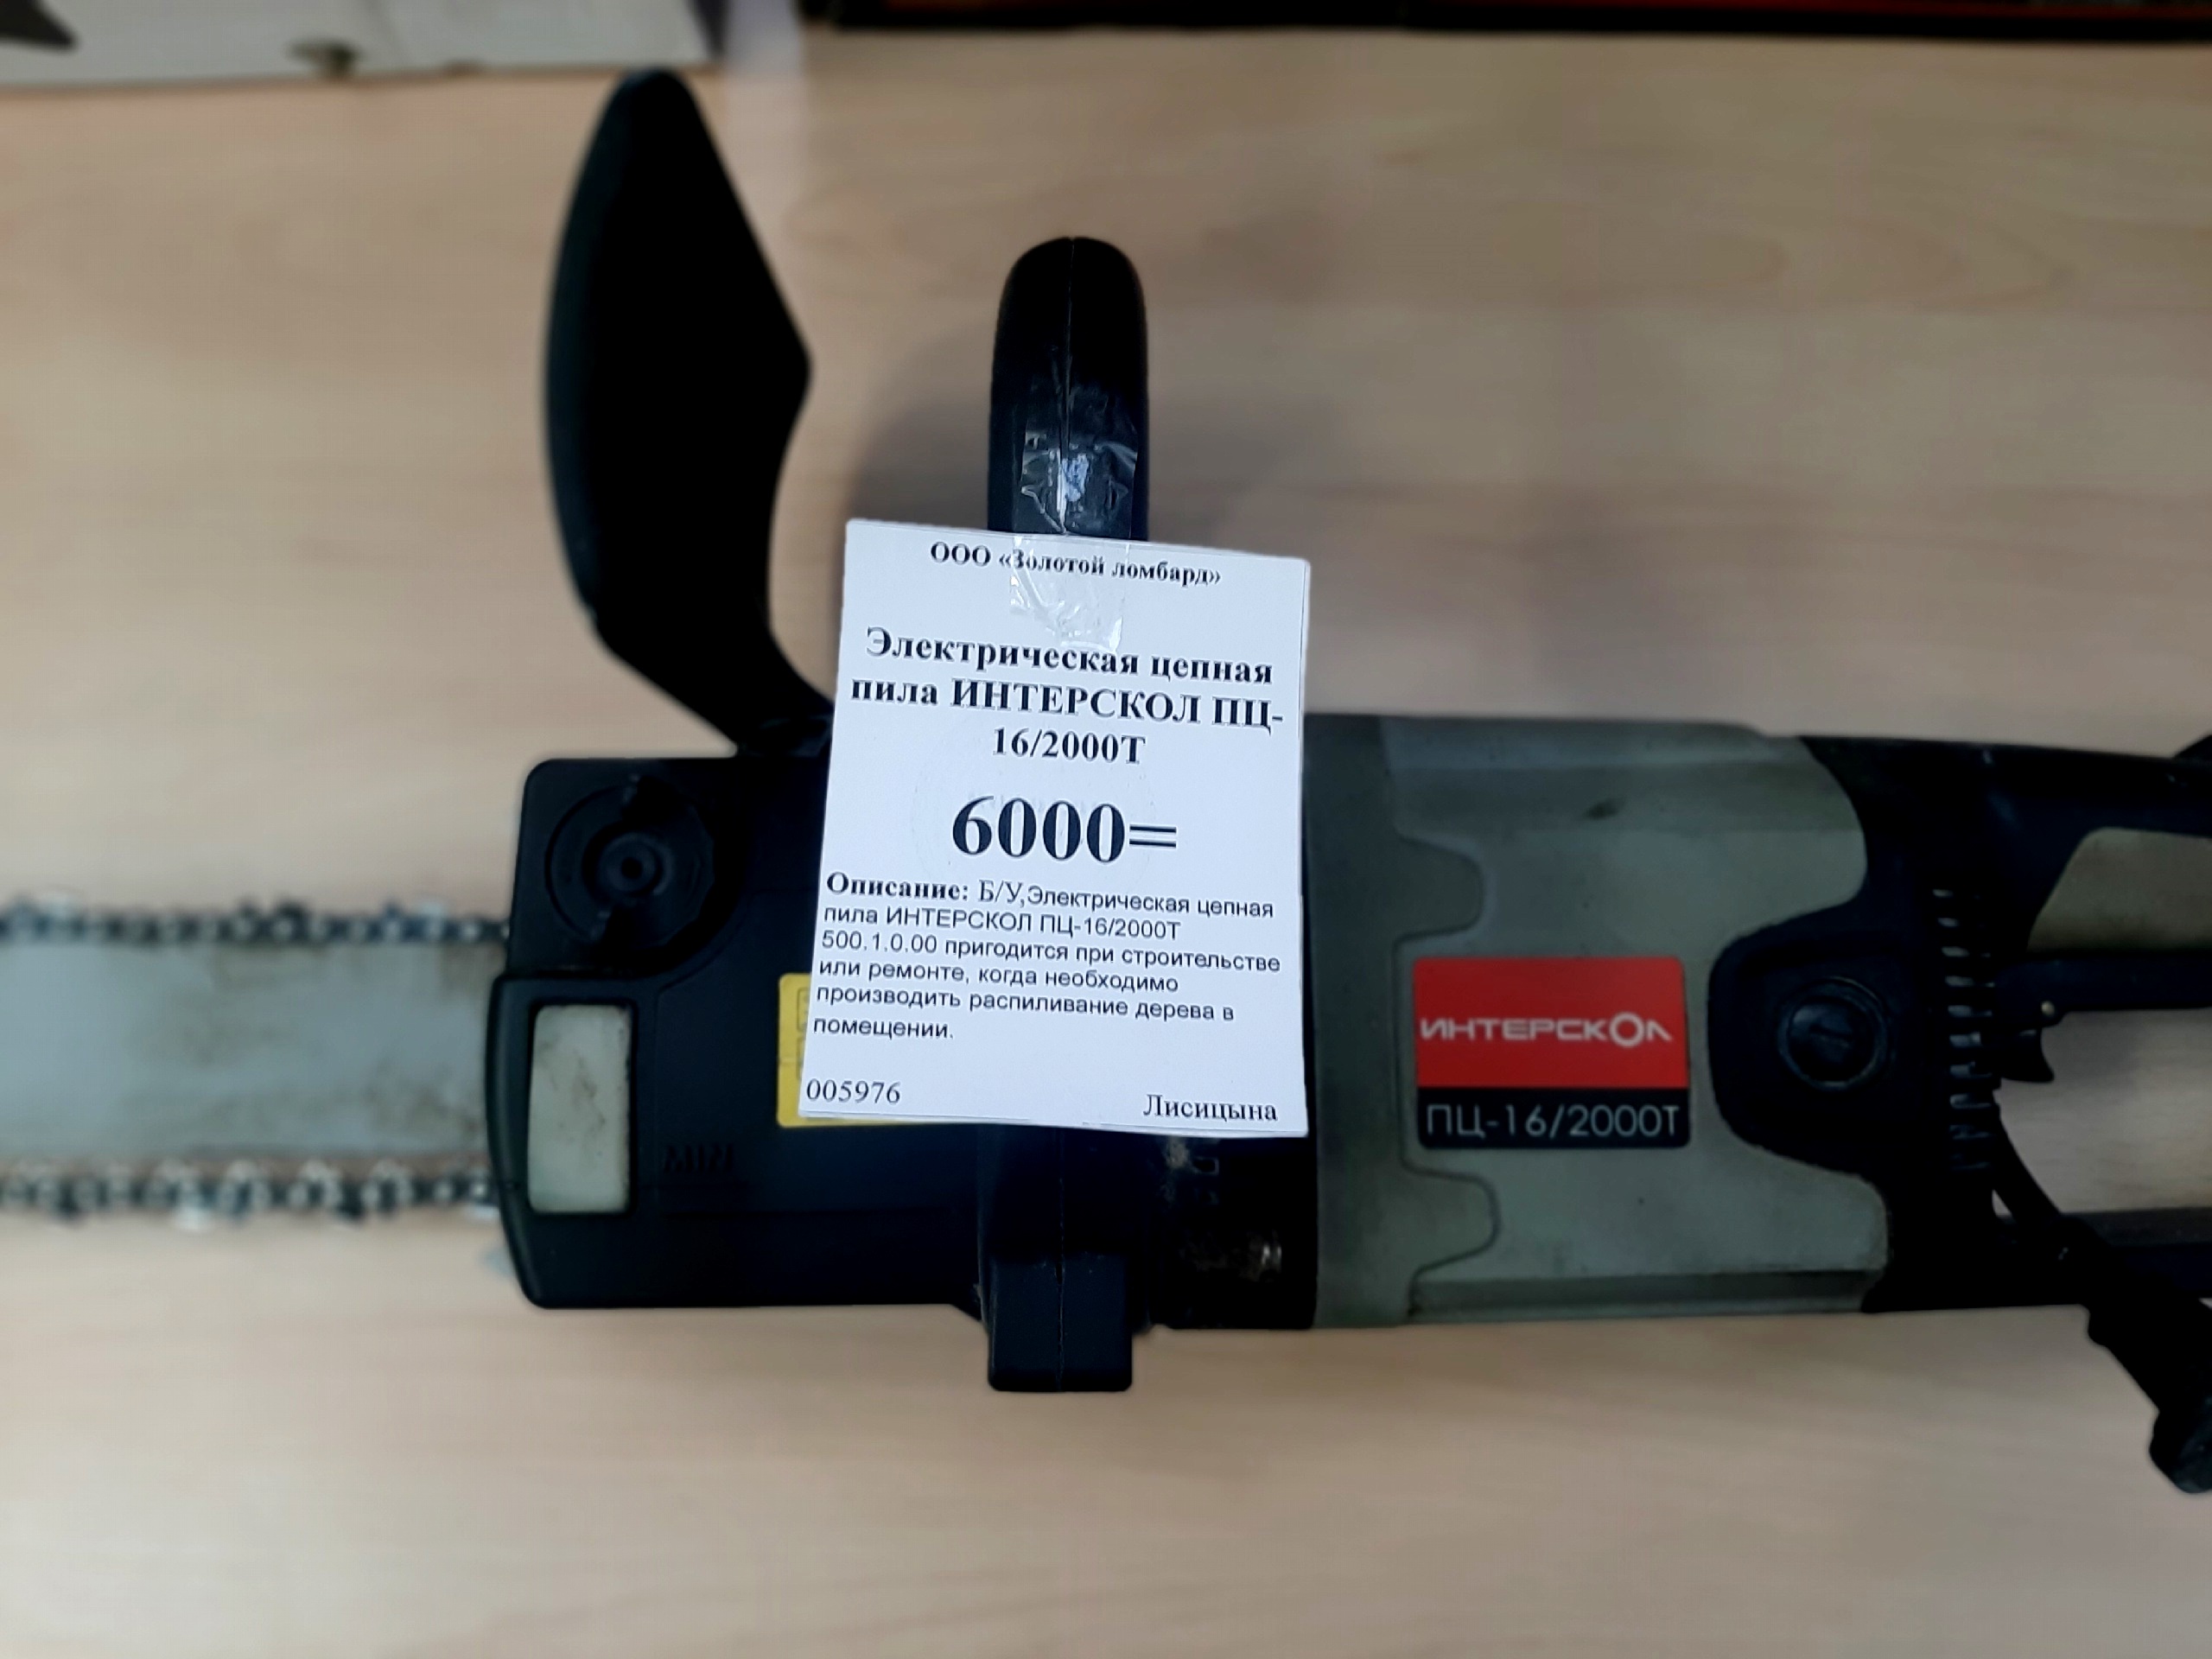 ООО «Золотой ломбард»
Электрическая цепная
пила ИНТЕРСКОЛ ПЦ-
16/2000Т
6000=
Описание: Б/У,Электрическая цепная
пила ИНТЕРСКОЛ ПЦ-16/2000Т
500.1.0.00 пригодится при строительстве
или ремонте, когда необходимо
производить распиливание дерева в
помещении.
005976 Лисицына
ИНТЕРСКОЛ
ПЦ-16/2000Т
MIN